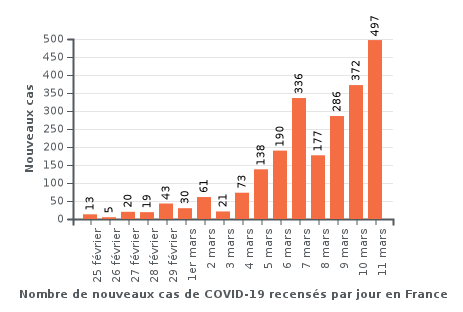 500
450
400
350
300
250
200
150
100
50
0
Nouveaux cas
13
5
20
19
43
30
61
21
73
138
190
336
177
286
372
497
25 février
26 février
27 février
28 février
29 février
1er mars
2 mars
3 mars
4 mars
5 mars
6 mars
7 mars
8 mars
9 mars
10 mars
11 mars
Nombre de nouveaux cas de COVID-19 recensés par jour en France